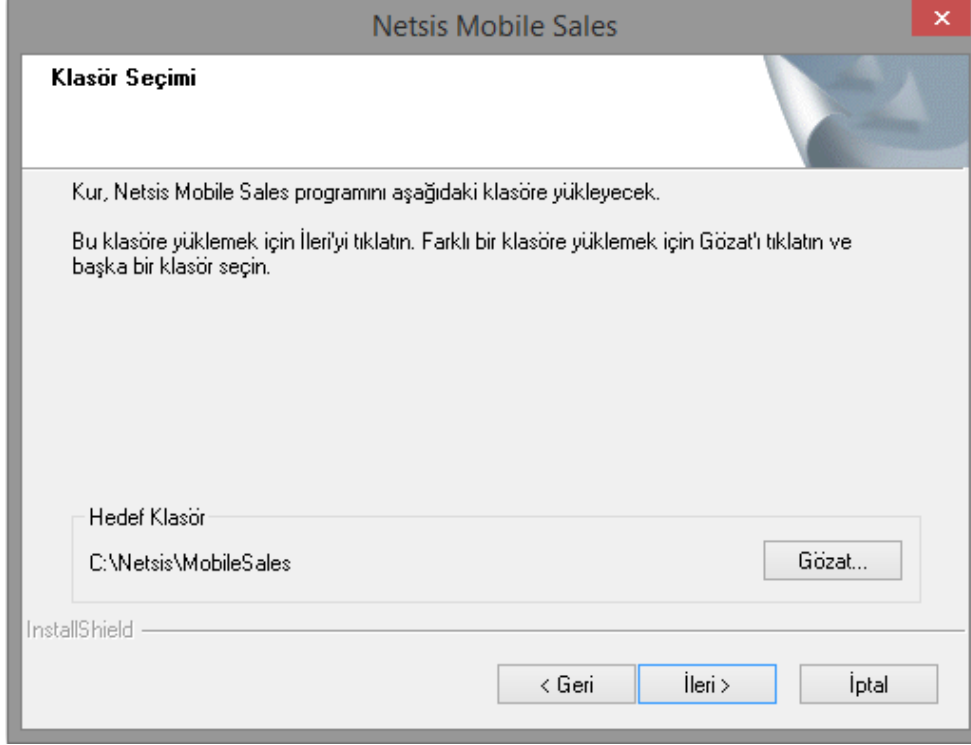 Netsis Mobile Sales
Klasör Seçimi
Kur, Netsis Mobile Sales programını aşağıdaki klasöre yükleyecek.
Bu klasöre yüklemek için İleri'yi tıklatın. Farklı bir klasöre yüklemek için Gözat'ı tıklatın ve
başka bir klasör seçin.
Hedef Klasör
C:\Netsis\MobileSales
Gözat...
InstallShield
< Geri
İleri >
İptal